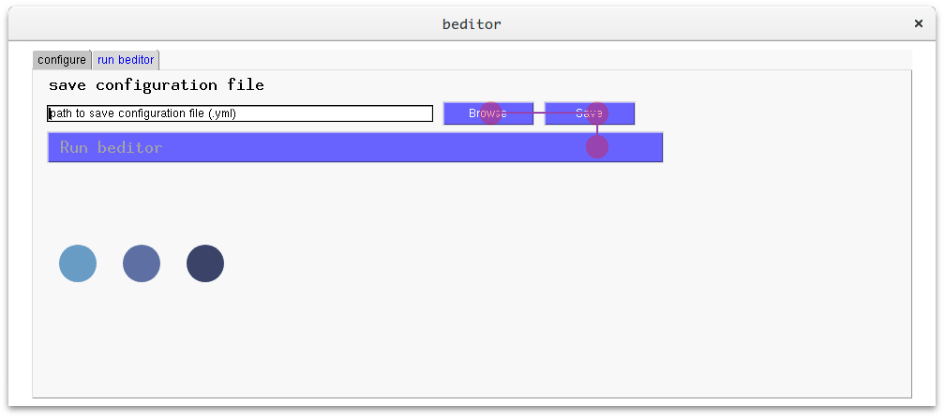 beditor
×
configure run beditor
save configuration file
path to save configuration file (.yml) Browse Save
Run beditor